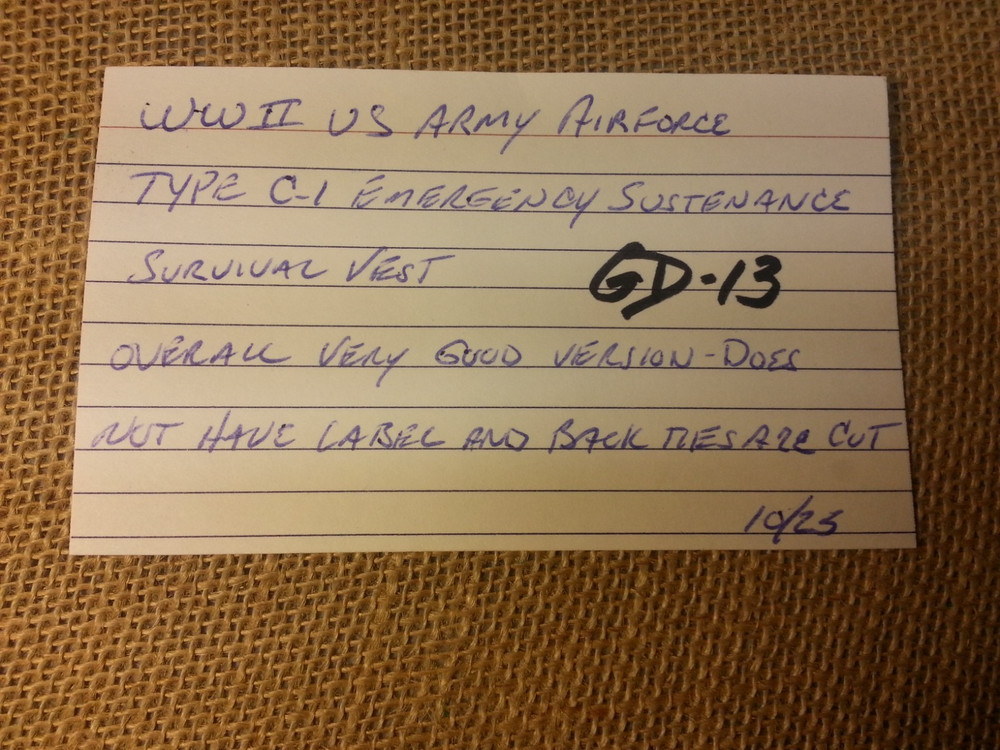 WWII US ARMY AIRFORCE
TYPE C-1 EMERGENCY SUSTENANCE
SURVIVAL VEST GD-13
OVERALL VERY GOOD VERSION - DOES
NOT HAVE LABEL AND BACK TIES ARE CUT
10/23